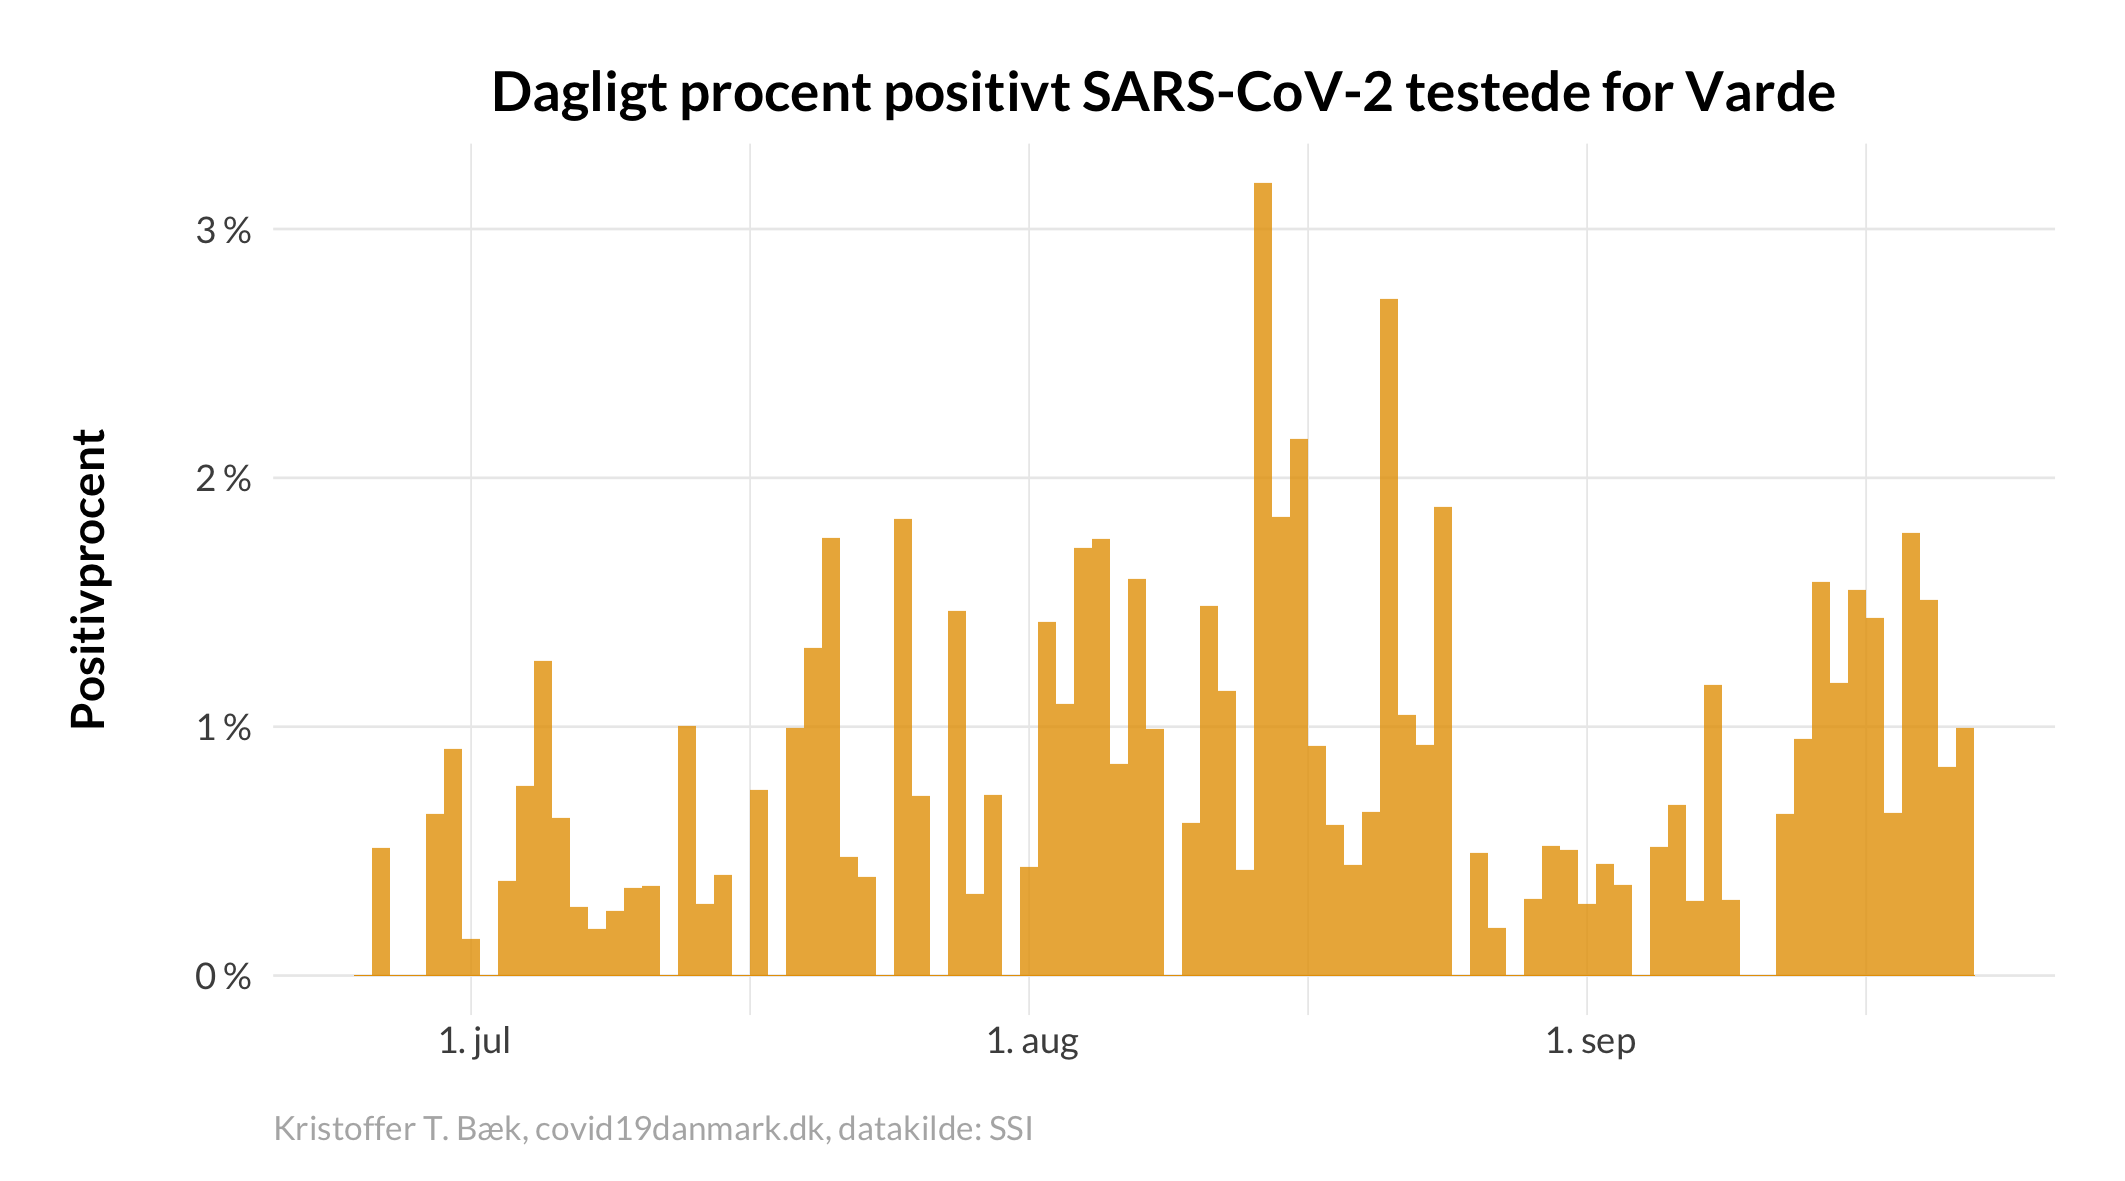 Dagligt procent positivt SARS-CoV-2 testede for Varde
Positivprocent
3 %
2 %
1 %
0 %
1. jul
1. aug
1. sep
Kristoffer T. Bæk, covid19danmark.dk, datakilde: SSI